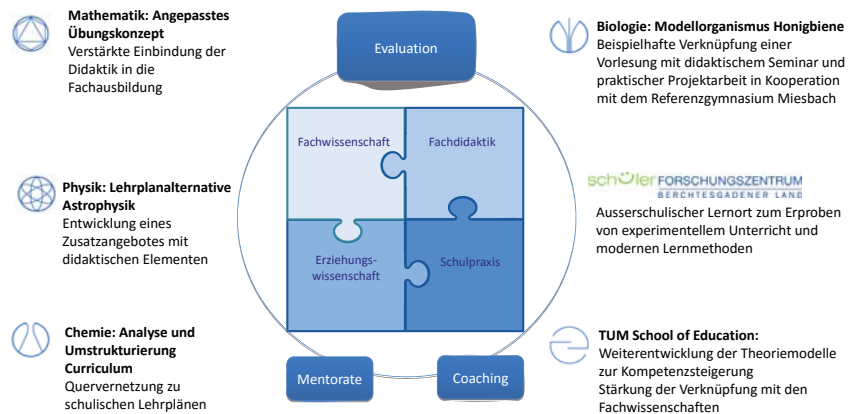 Mathematik: Angepasstes
Übungskonzept
Verstärkte Einbindung der
Didaktik in die
Fachausbildung
Physik: Lehrplanalternative
Astrophysik
Entwicklung eines
Zusatzangebotes mit
didaktischen Elementen
Chemie: Analyse und
Umstrukturierung
Curriculum
Quervernetzung zu
schulischen Lehrplänen
Evaluation
Fachwissenschaft
Fachdidaktik
Erziehungs-
wissenschaft
Schulpraxis
Mentorate
Coaching
Biologie: Modellorganismus Honigbiene
Beispielhafte Verknüpfung einer
Vorlesung mit didaktischem Seminar und
praktischer Projektarbeit in Kooperation
mit dem Referenzgymnasium Miesbach
schüler FORSCHUNGSZENTRUM
BERCHTESGADENER LAND
Ausserschulischer Lernort zum Erproben
von experimentellem Unterricht und
modernen Lernmethoden
TUM School of Education:
Weiterentwicklung der Theoriemodelle
zur Kompetenzsteigerung
Stärkung der Verknüpfung mit den
Fachwissenschaften